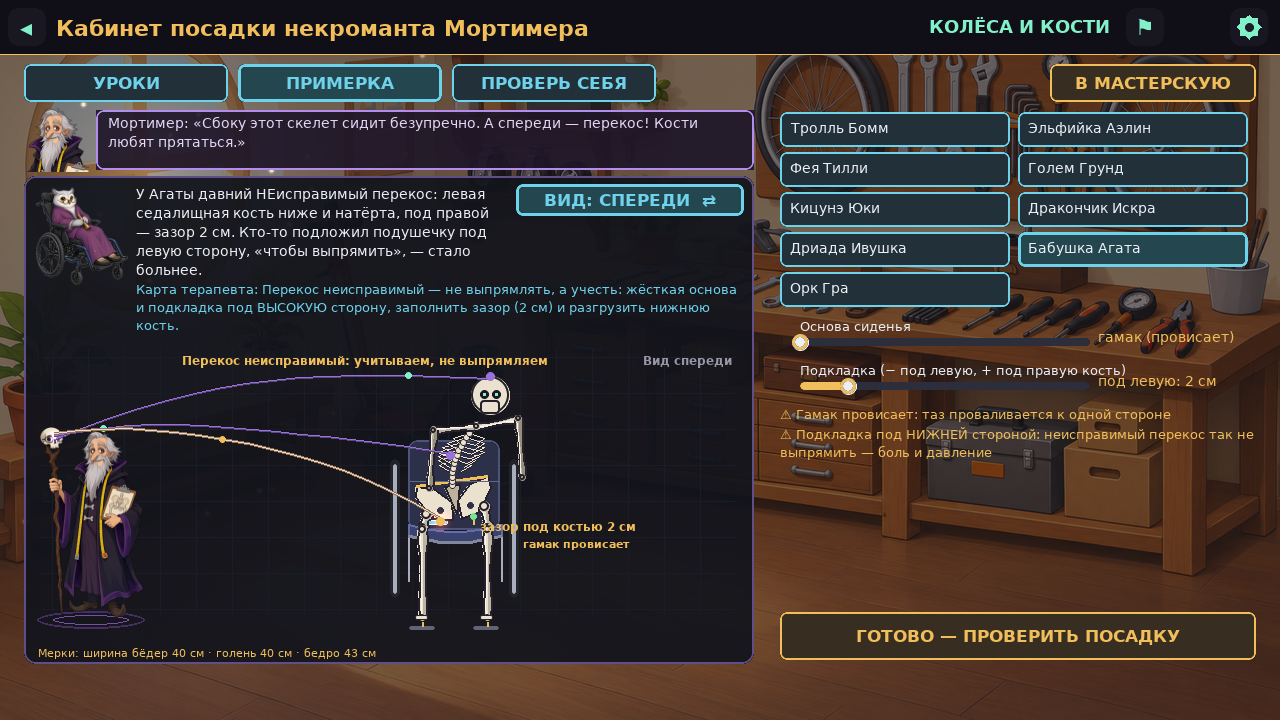 ◄ Кабинет посадки некроманта Мортимера
КОЛЁСА И КОСТИ
УРОКИ
ПРИМЕРКА
ПРОВЕРЬ СЕБЯ
В МАСТЕРСКУЮ
Мортимер: «Сбоку этот скелет сидит безупречно. А спереди — перекос! Кости
любят прятаться.»
У Агаты давний НЕисправимый перекос: левая
седалищная кость ниже и натёрта, под правой
— зазор 2 см. Кто-то подложил подушечку под
левую сторону, «чтобы выпрямить», — стало
больнее.
ВИД: СПЕРЕДИ ⇄
Карта терапевта: Перекос неисправимый — не выпрямлять, а учесть: жёсткая основа
и подкладка под ВЫСОКУЮ сторону, заполнить зазор (2 см) и разгрузить нижнюю
кость.
Перекос неисправимый: учитываем, не выпрямляем
Вид спереди
зазор под костью 2 см
гамак провисает
Мерки: ширина бёдер 40 см · голень 40 см · бедро 43 см
Тролль Бомм
Эльфийка Аэлин
Фея Тилли
Голем Грунд
Кицунэ Юки
Дракончик Искра
Дриада Ивушка
Бабушка Агата
Орк Гра
Основа сиденья
гамак (провисает)
Подкладка (− под левую, + под правую кость)
под левую: 2 см
⚠ Гамак провисает: таз проваливается к одной стороне
⚠ Подкладка под НИЖНЕЙ стороной: неисправимый перекос так не
выпрямить — боль и давление
ГОТОВО — ПРОВЕРИТЬ ПОСАДКУ